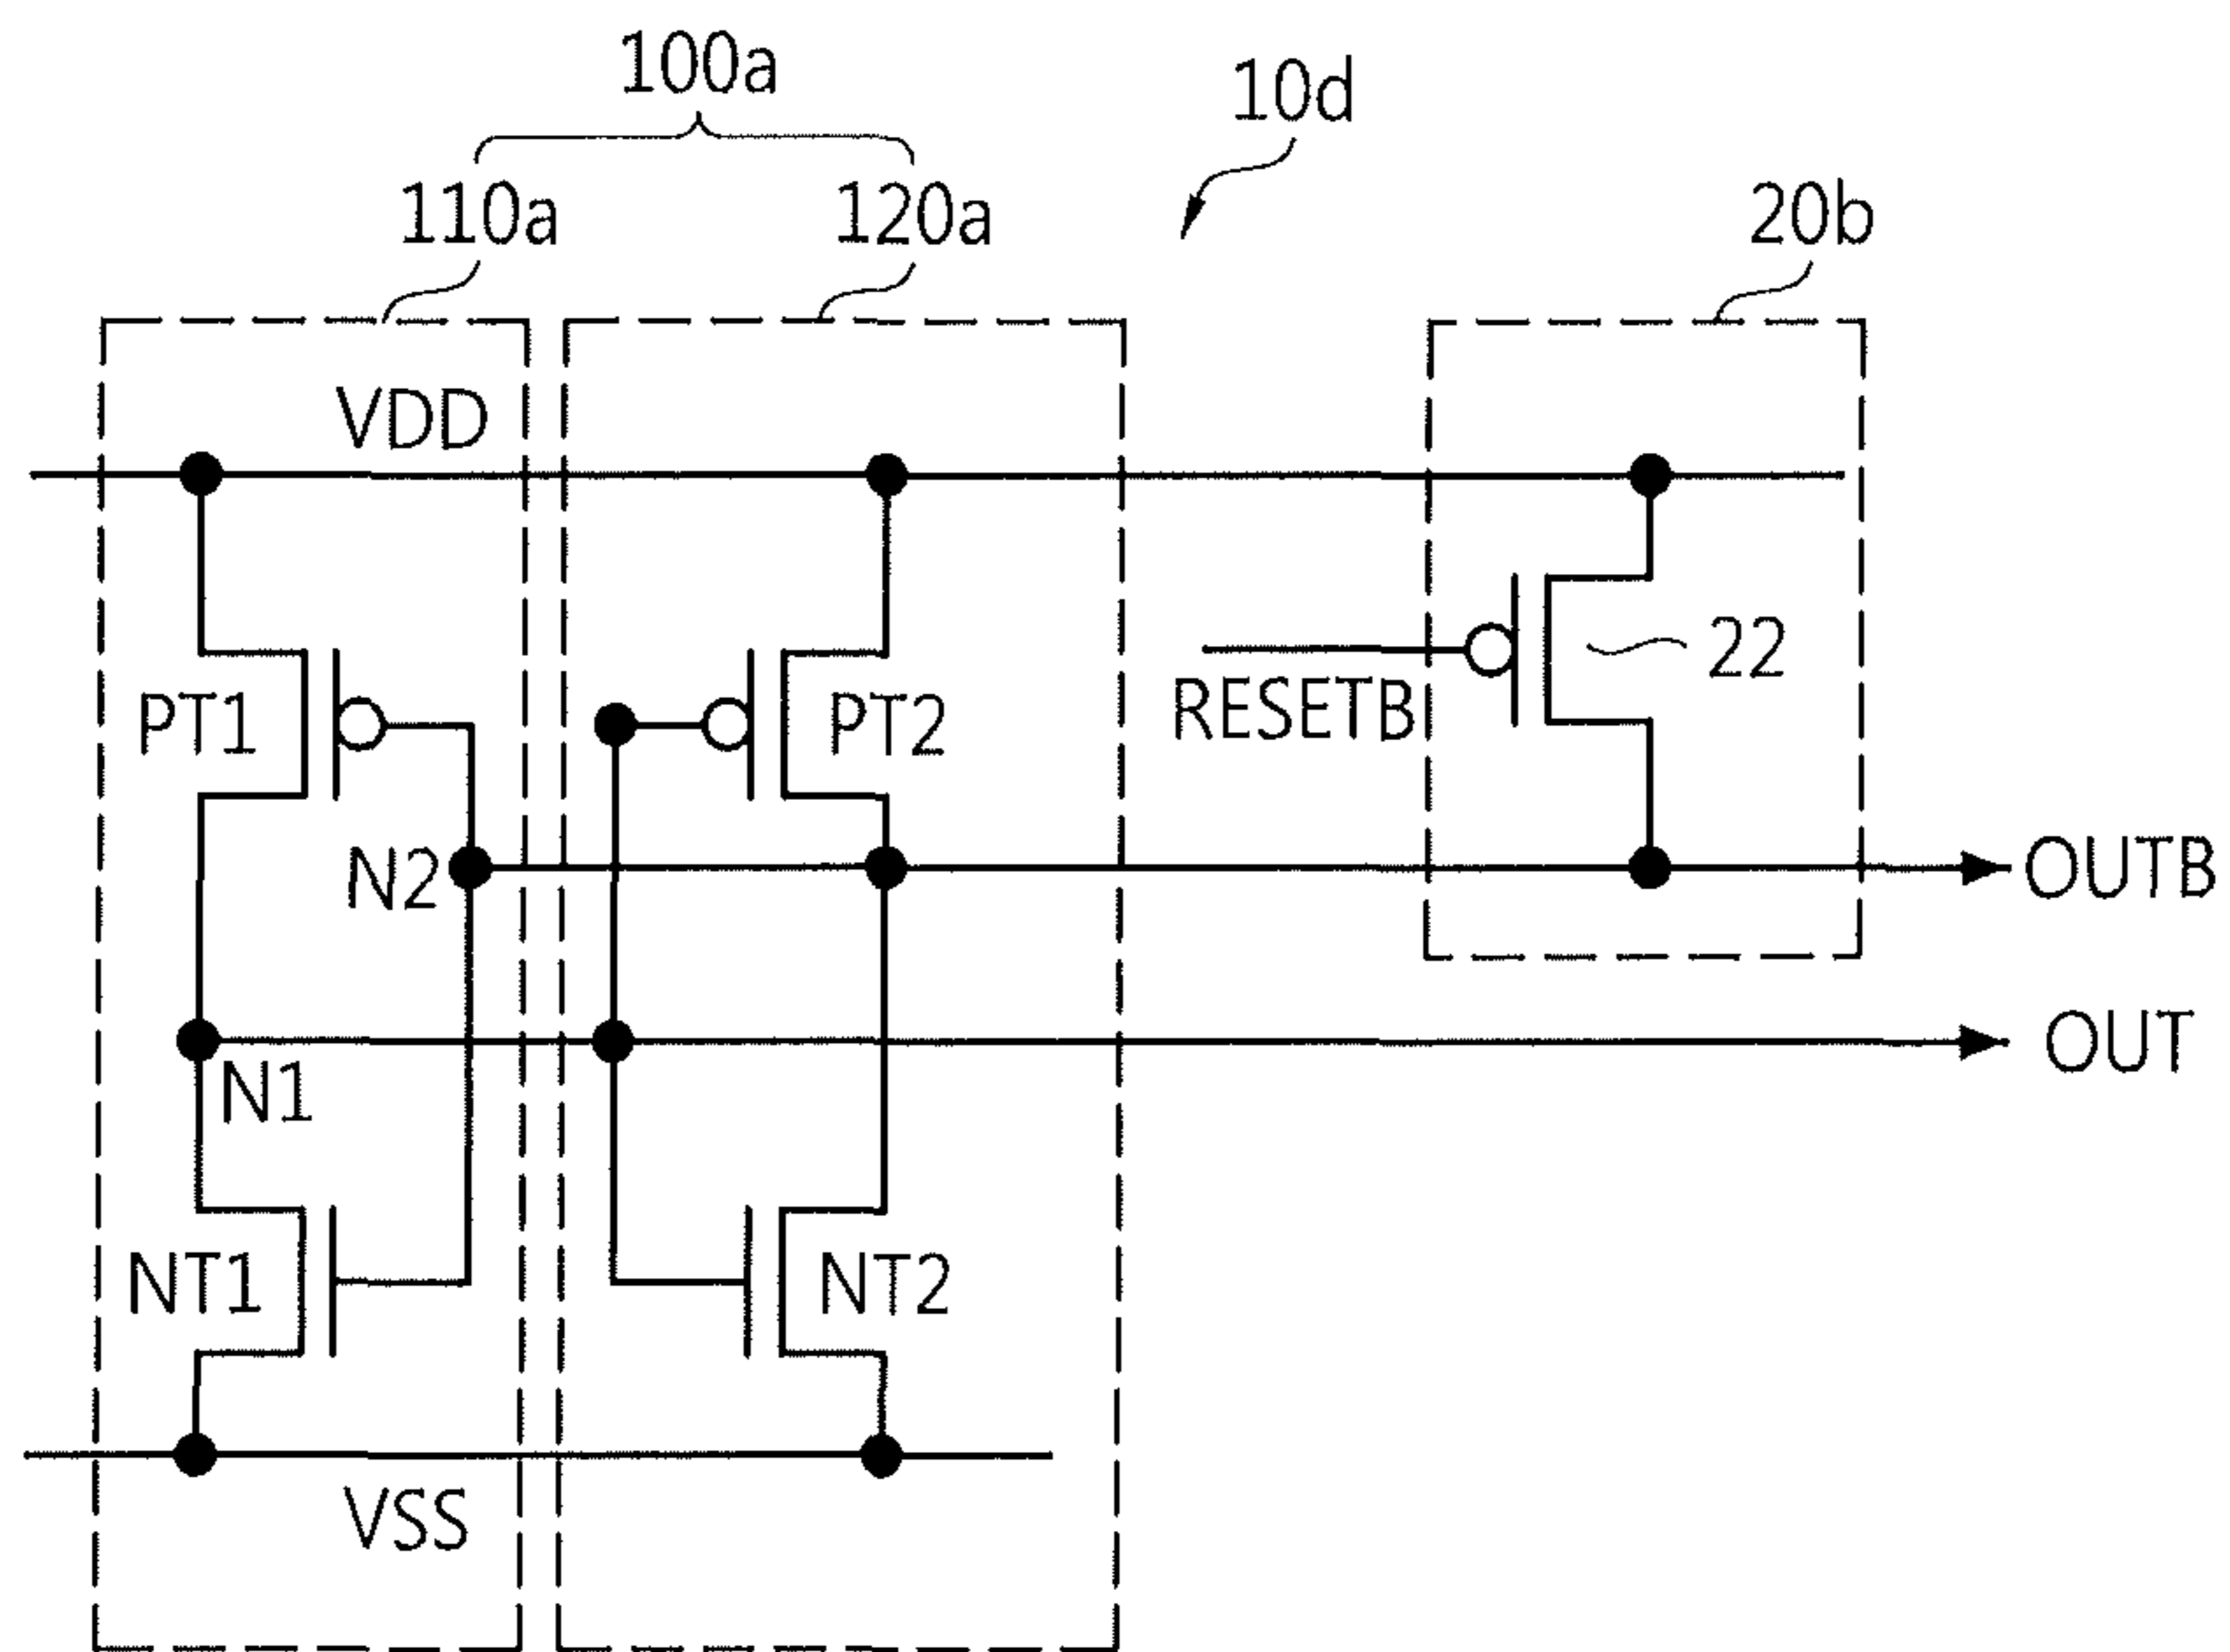 100a
10d
110a
120a
20b
VDD
PT1
PT2
RESETB
22
N2
OUTB
OUT
N1
NT1
NT2
VSS